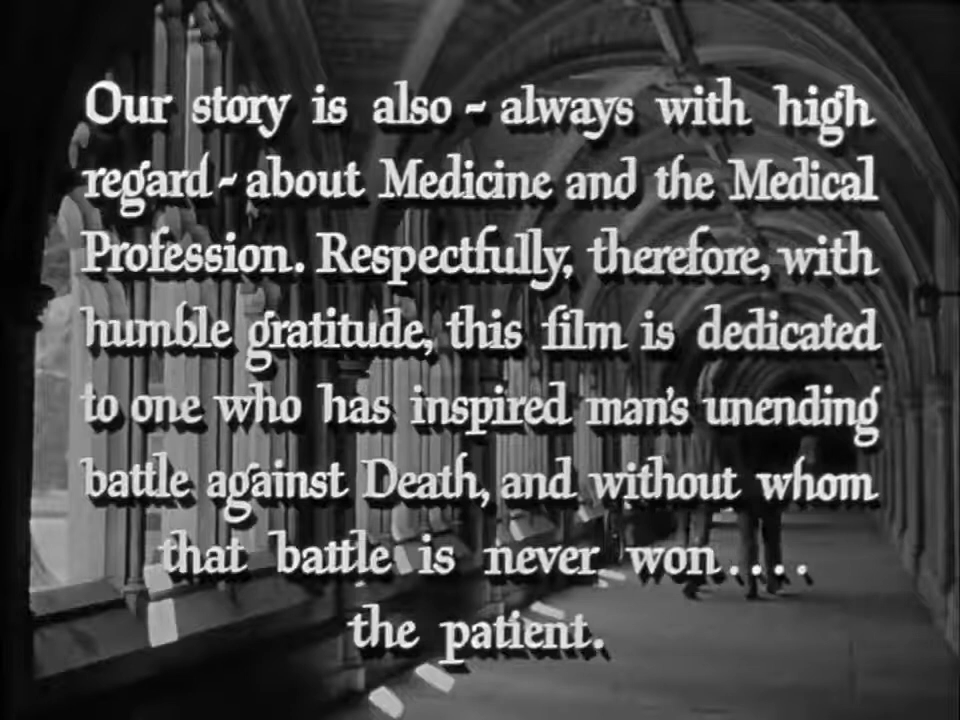 Our story is also - always with high
regard - about Medicine and the Medical
Profession. Respectfully, therefore, with
humble gratitude, this film is dedicated
to one who has inspired man's unending
battle against Death, and without whom
that battle is never won....
the patient.